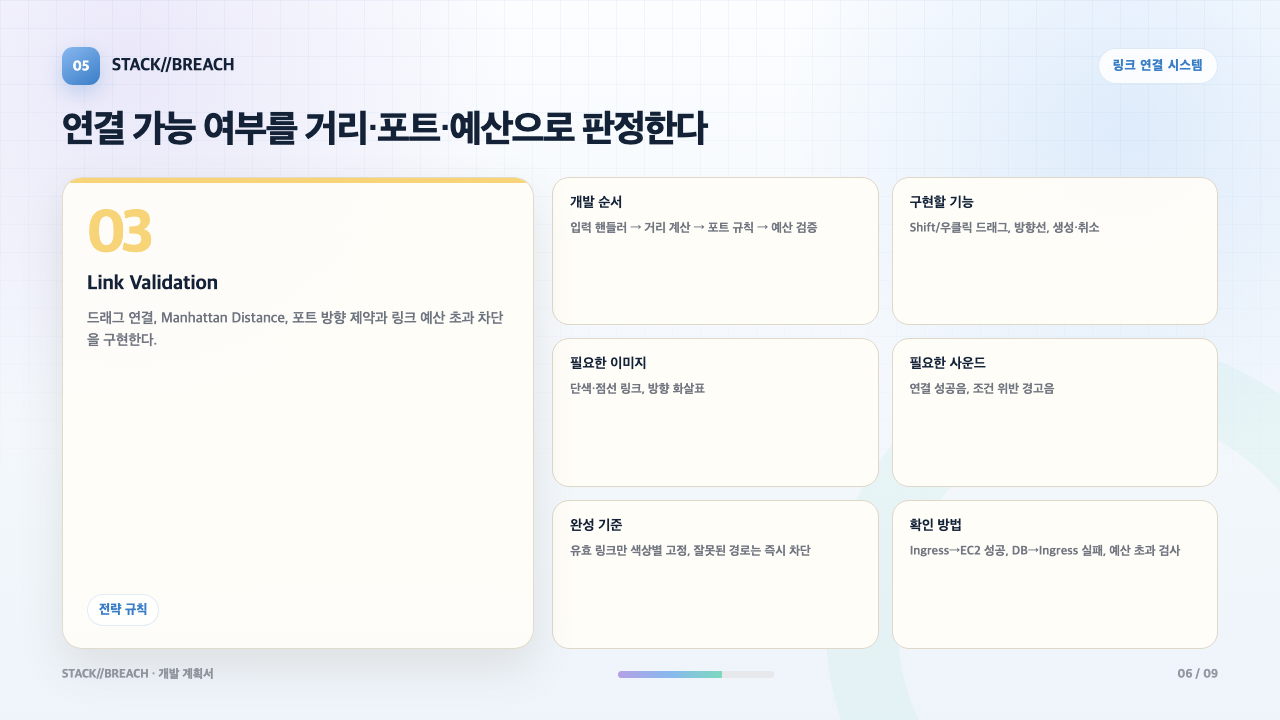 05
STACK//BREACH
링크 연결 시스템
연결 가능 여부를 거리·포트·예산으로 판정한다
03
Link Validation
드래그 연결, Manhattan Distance, 포트 방향 제약과 링크 예산 초과 차단
을 구현한다.
전략 규칙
개발 순서
입력 핸들러 → 거리 계산 → 포트 규칙 → 예산 검증
구현할 기능
Shift/우클릭 드래그, 방향선, 생성·취소
필요한 이미지
단색·점선 링크, 방향 화살표
필요한 사운드
연결 성공음, 조건 위반 경고음
완성 기준
유효 링크만 색상별 고정, 잘못된 경로는 즉시 차단
확인 방법
Ingress→EC2 성공, DB→Ingress 실패, 예산 초과 검사
STACK//BREACH · 개발 계획서
06 / 09